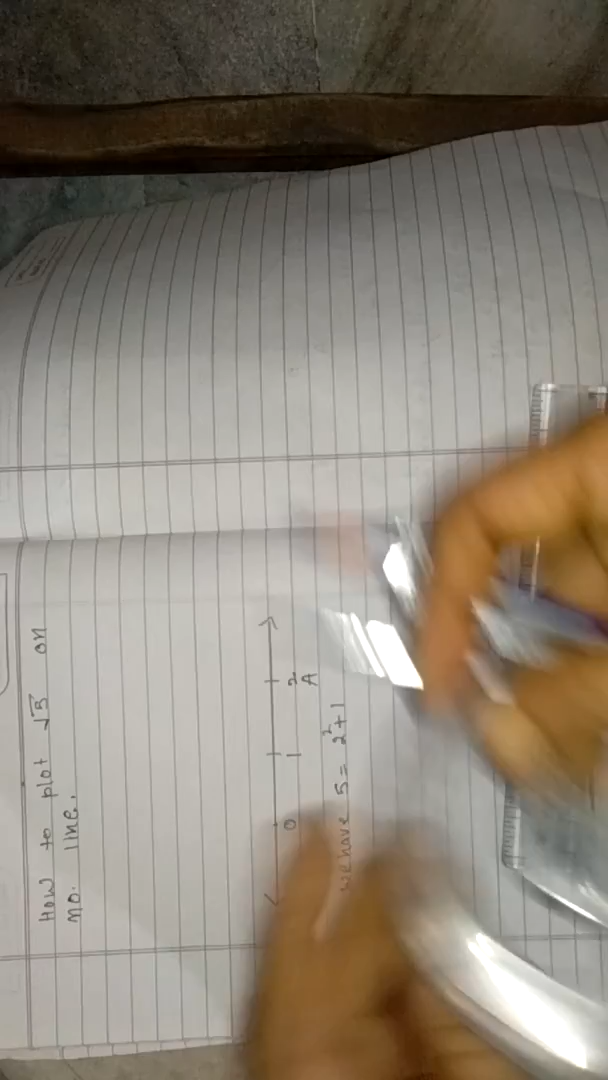 How to plot √5 on
no. line.
0 1 2
A
we have 5 = 2²+1